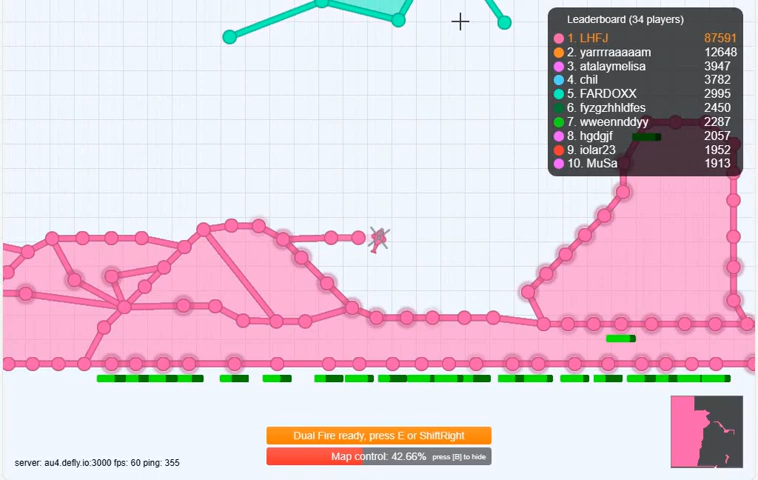 Leaderboard (34 players)
1. LHFJ 87591
2. yarrrraaaaam 12648
3. atalaymelisa 3947
4. chil 3782
5. FARDOXX 2995
6. fyzgzhhldfes 2450
7. wweennddyy 2287
8. hgdgjf 2057
9. iolar23 1952
10. MuSa 1913
Dual Fire ready, press E or ShiftRight
Map control: 42.66% press [B] to hide
server: au4.defly.io:3000 fps: 60 ping: 355